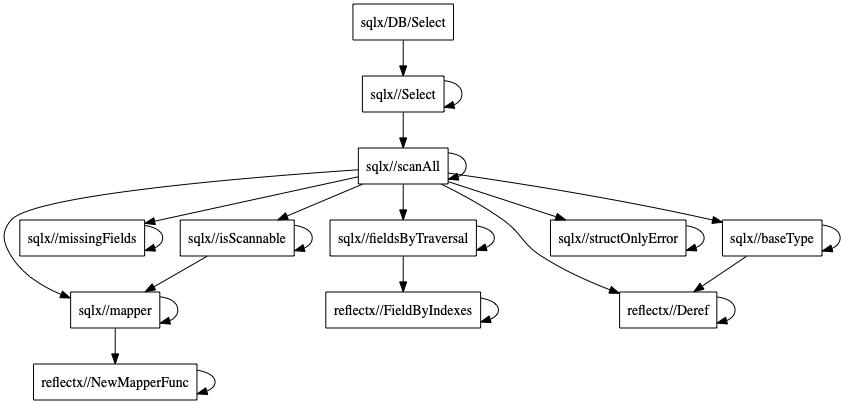 sqlx/DB/Select
sqlx//Select
sqlx//scanAll
sqlx//missingFields
sqlx//isScannable
sqlx//fieldsByTraversal
sqlx//structOnlyError
sqlx//baseType
sqlx//mapper
reflectx//FieldByIndexes
reflectx//Deref
reflectx//NewMapperFunc